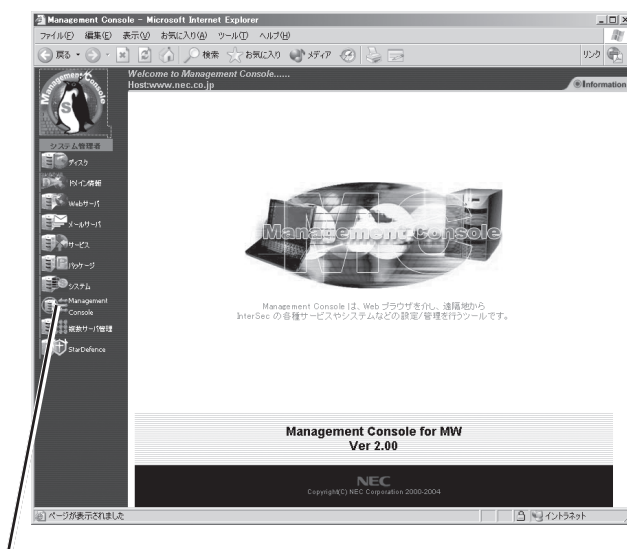 Management Console - Microsoft Internet Explorer
ファイル(F) 編集(E) 表示(V) お気に入り(A) ツール(T) ヘルプ(H)
戻る 検索 お気に入り メディア リンク
Welcome to Management Console......
Host:www.nec.co.jp
Information
Management Console
S
システム管理者
ディスク
ドメイン情報
Webサーバ
メールサーバ
サービス
パッケージ
システム
Management
Console
複数サーバ管理
StarDefence
MC
Management Console
Management Console は、Web ブラウザを介し、遠隔地から
InterSec の各種サービスやシステムなどの設定/管理を行うツールです。
Management Console for MW
Ver 2.00
NEC
Copyright(C) NEC Corporation 2000-2004
ページが表示されました
イントラネット